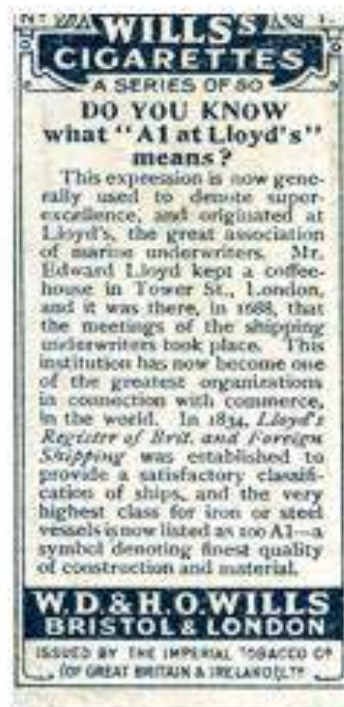 Nº 1.
WILLS'S
CIGARETTES
A SERIES OF 50
DO YOU KNOW
what "A1 at Lloyd's"
means?
This expression is now gene-
rally used to denote super-
excellence, and originated at
Lloyd's, the great association
of marine underwriters. Mr.
Edward Lloyd kept a coffee-
house in Tower St., London,
and it was there, in 1688, that
the meetings of the shipping
underwriters took place. This
institution has now become one
of the greatest organizations
in connection with commerce,
in the world. In 1834, Lloyd's
Register of Brit. and Foreign
Shipping was established to
provide a satisfactory classifi-
cation of ships, and the very
highest class for iron or steel
vessels is now listed as 100 A1—a
symbol denoting finest quality
of construction and material.
W.D. & H.O. WILLS
BRISTOL & LONDON
ISSUED BY THE IMPERIAL TOBACCO Cº
(OF GREAT BRITAIN & IRELAND), Lᵀᴰ